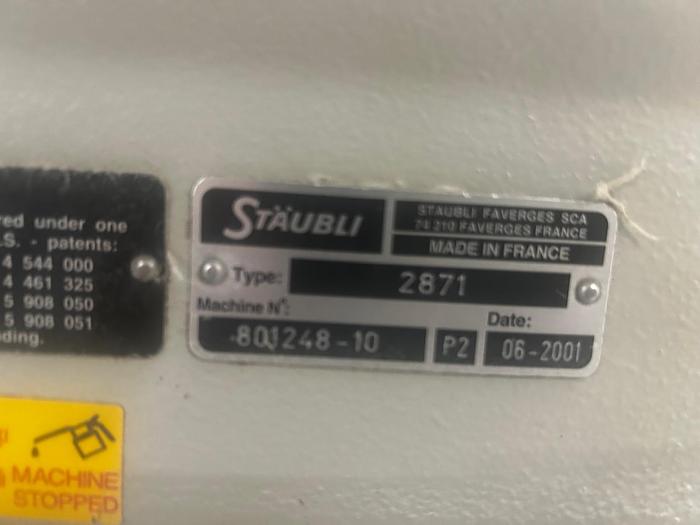 red under one
S. - patents:
4 544 000
4 461 325
5 908 050
5 908 051
ding.
STÄUBLI
STAUBLI FAVERGES SCA
74 210 FAVERGES FRANCE
MADE IN FRANCE
Type: 2871
Machine N°:
801248-10
P2
Date:
06-2001
MACHINE
STOPPED